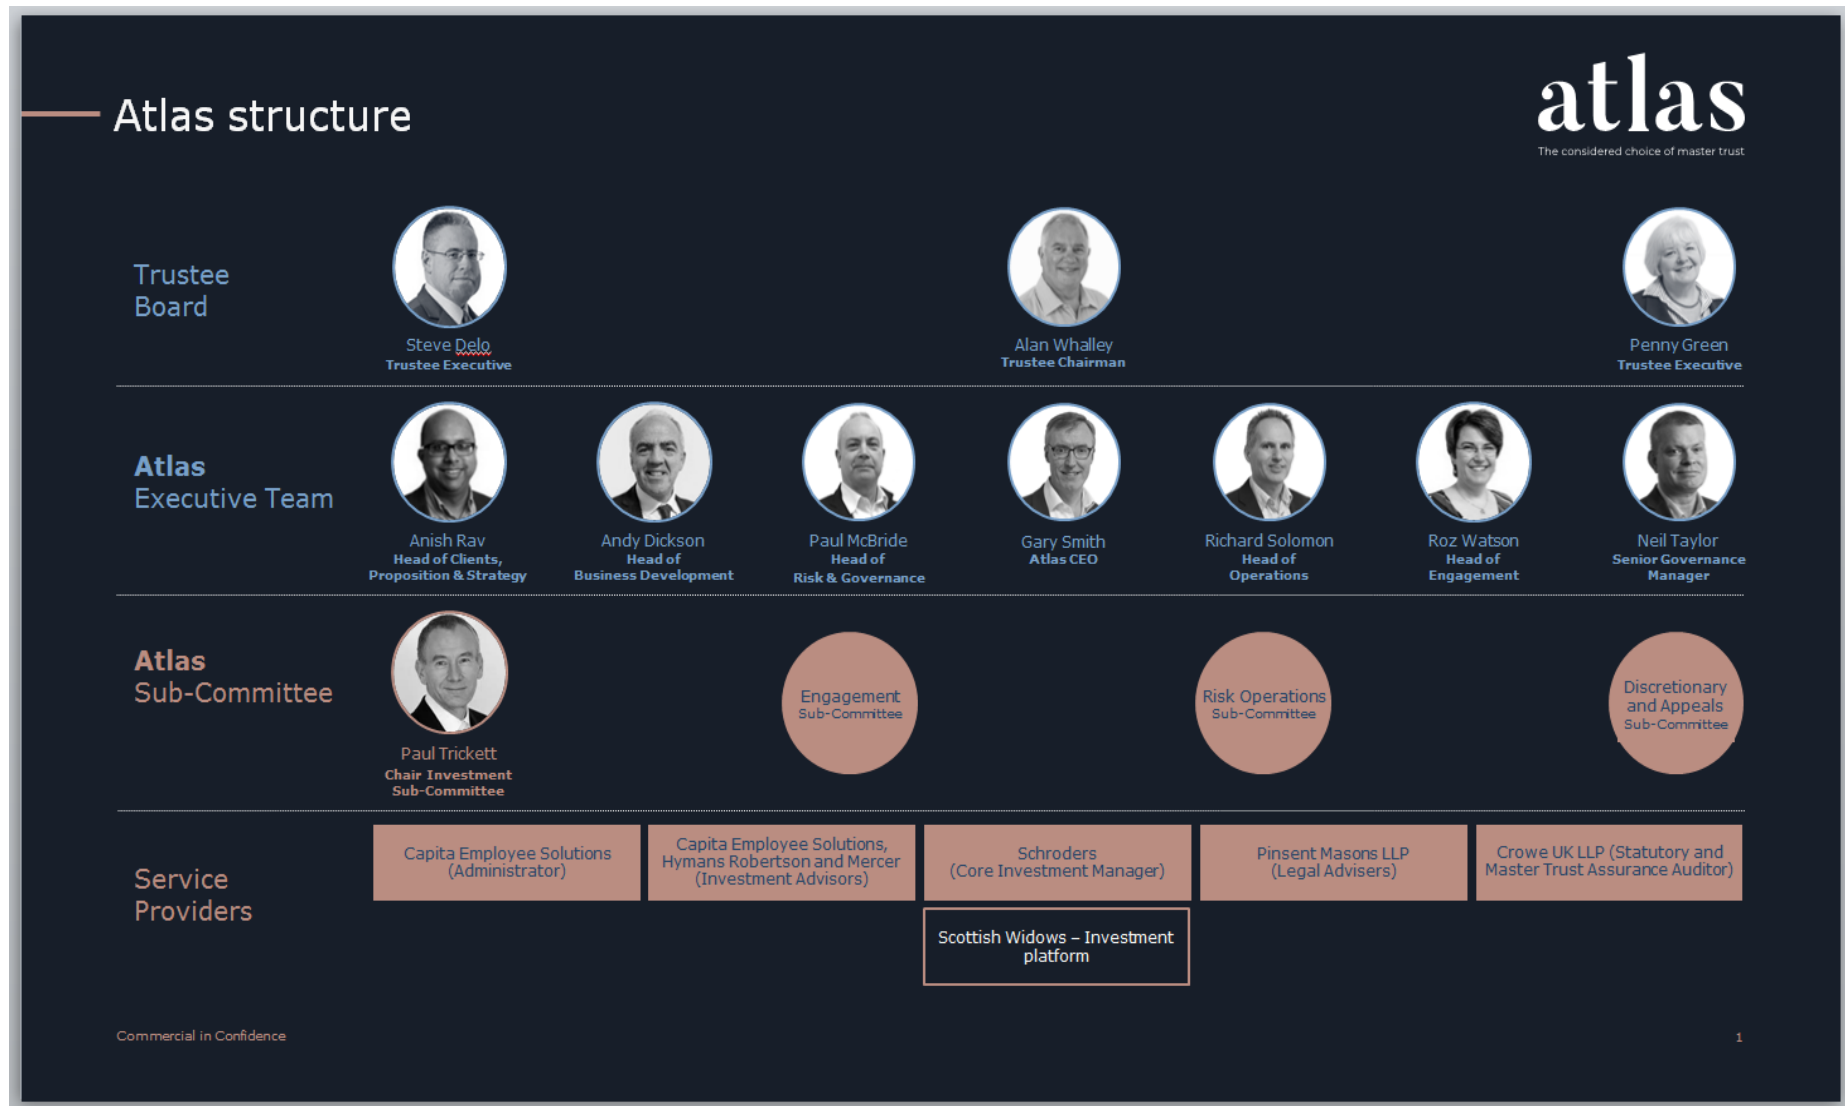 Atlas structure
atlas
The considered choice of master trust
Trustee
Board
Steve Delo
Trustee Executive
Alan Whalley
Trustee Chairman
Penny Green
Trustee Executive
Atlas
Executive Team
Anish Rav
Head of Clients,
Proposition & Strategy
Andy Dickson
Head of
Business Development
Paul McBride
Head of
Risk & Governance
Gary Smith
Atlas CEO
Richard Solomon
Head of
Operations
Roz Watson
Head of
Engagement
Neil Taylor
Senior Governance
Manager
Atlas
Sub-Committee
Paul Trickett
Chair Investment
Sub-Committee
Engagement
Sub-Committee
Risk Operations
Sub-Committee
Discretionary
and Appeals
Sub-Committee
Service
Providers
Capita Employee Solutions
(Administrator)
Capita Employee Solutions,
Hymans Robertson and Mercer
(Investment Advisors)
Schroders
(Core Investment Manager)
Pinsent Masons LLP
(Legal Advisers)
Crowe UK LLP (Statutory and
Master Trust Assurance Auditor)
Scottish Widows – Investment
platform
Commercial in Confidence
1